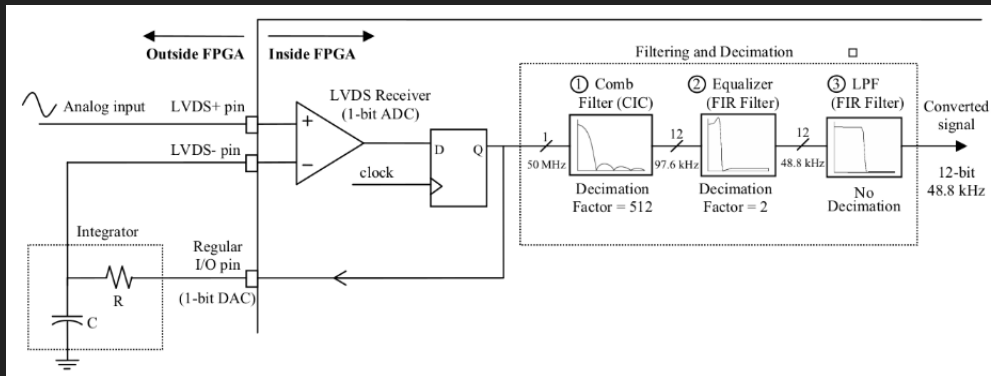 Outside FPGA
Inside FPGA
Filtering and Decimation
Analog input
LVDS+ pin
LVDS Receiver
(1-bit ADC)
+
−
LVDS- pin
clock
D
Q
① Comb
Filter (CIC)
② Equalizer
(FIR Filter)
③ LPF
(FIR Filter)
Converted
signal
1
50 MHz
12
97.6 kHz
12
48.8 kHz
12-bit
48.8 kHz
Decimation
Factor = 512
Decimation
Factor = 2
No
Decimation
Integrator
R
C
Regular
I/O pin
(1-bit DAC)